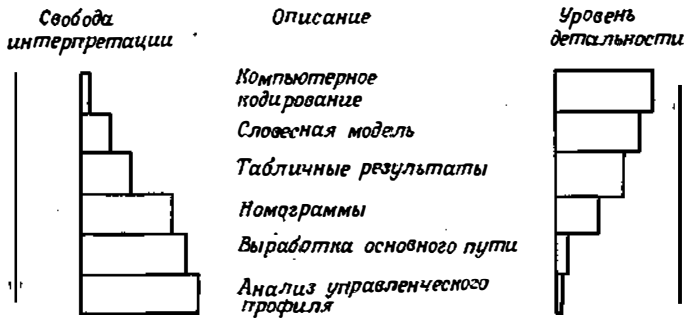 Свобода
интерпретации
Описание
Уровень
детальности
Компьютерное
кодирование
Словесная модель
Табличные результаты
Номограммы
Выработка основного пути
Анализ управленческого
профиля